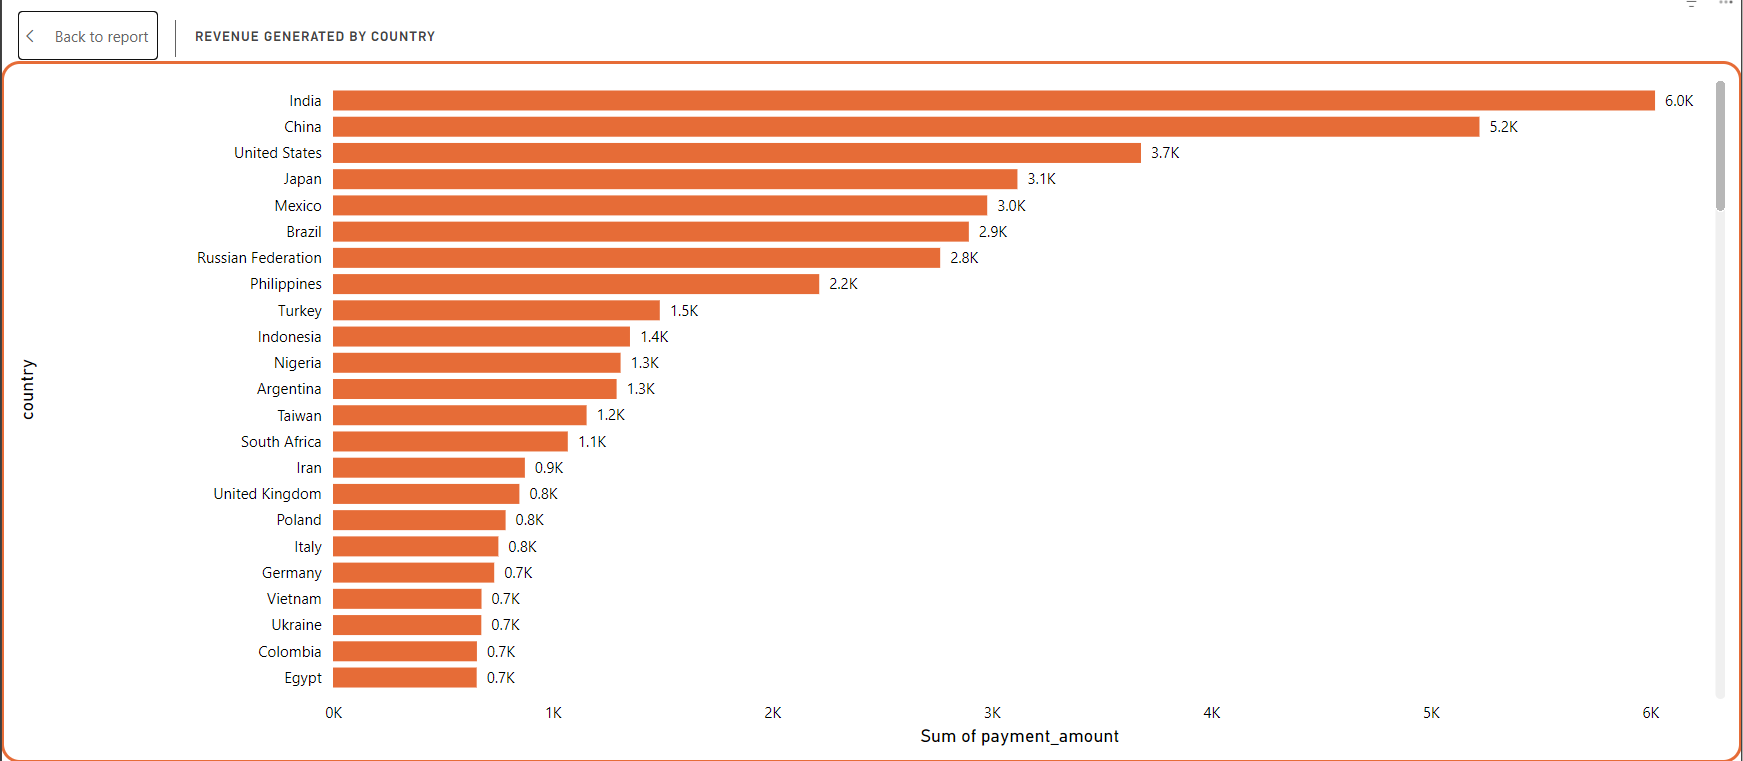 Back to report
REVENUE GENERATED BY COUNTRY
India 6.0K
China 5.2K
United States 3.7K
Japan 3.1K
Mexico 3.0K
Brazil 2.9K
Russian Federation 2.8K
Philippines 2.2K
Turkey 1.5K
Indonesia 1.4K
Nigeria 1.3K
Argentina 1.3K
Taiwan 1.2K
South Africa 1.1K
Iran 0.9K
United Kingdom 0.8K
Poland 0.8K
Italy 0.8K
Germany 0.7K
Vietnam 0.7K
Ukraine 0.7K
Colombia 0.7K
Egypt 0.7K
country
0K 1K 2K 3K 4K 5K 6K
Sum of payment_amount